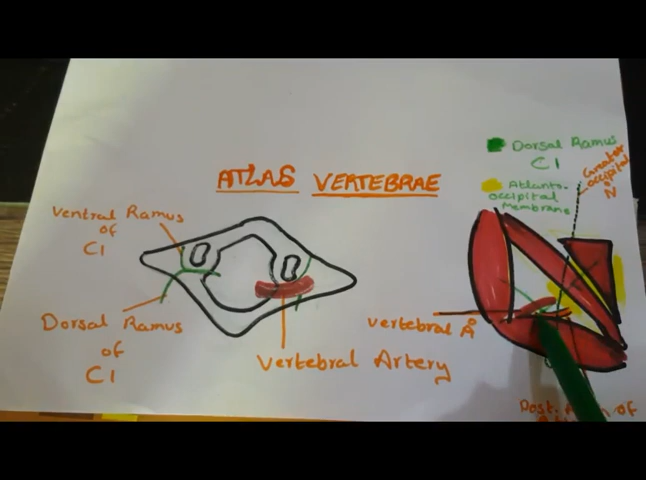 Dorsal Ramus
C1
Atlanto-
occipital
Membrane
Greater
occipital
N
ATLAS VERTEBRAE
Ventral Ramus
of
C1
Dorsal Ramus
of
C1
Vertebral Artery
Vertebral A
Post. of